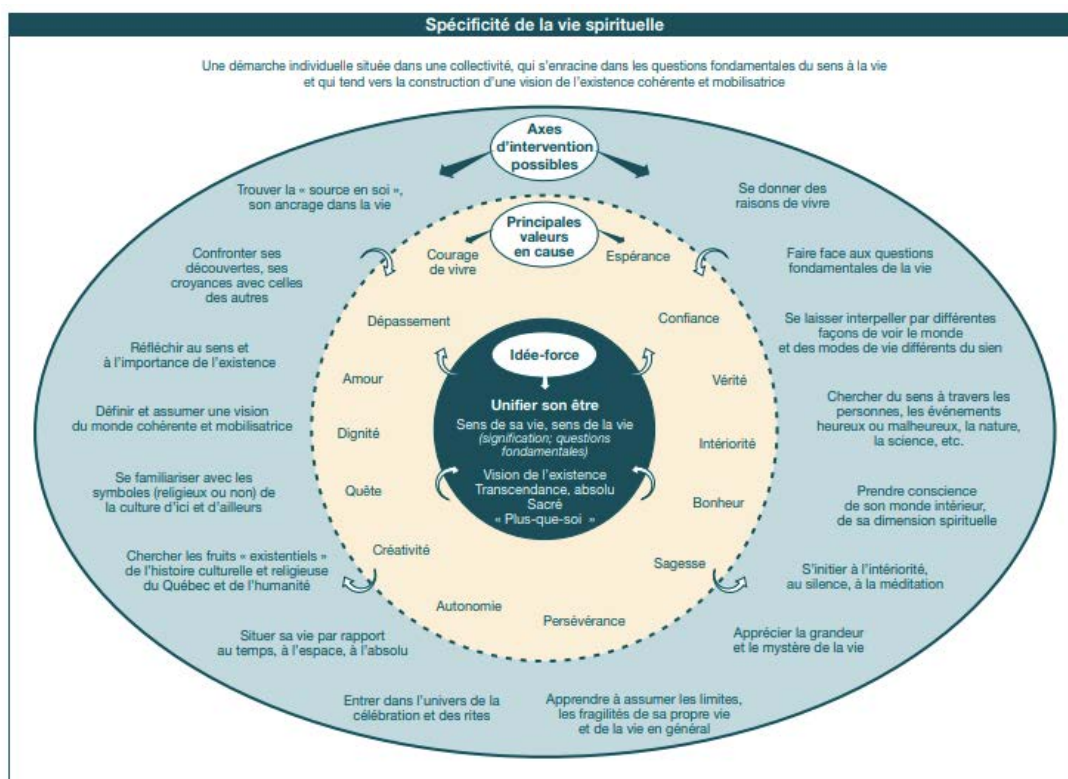 Spécificité de la vie spirituelle
Une démarche individuelle située dans une collectivité, qui s'enracine dans les questions fondamentales du sens à la vie
et qui tend vers la construction d'une vision de l'existence cohérente et mobilisatrice
Axes
d'intervention
possibles
Trouver la « source en soi »,
son ancrage dans la vie
Confronter ses
découvertes, ses
croyances avec celles
des autres
Réfléchir au sens et
à l'importance de l'existence
Définir et assumer une vision
du monde cohérente et mobilisatrice
Se familiariser avec les
symboles (religieux ou non) de
la culture d'ici et d'ailleurs
Chercher les fruits « existentiels »
de l'histoire culturelle et religieuse
du Québec et de l'humanité
Situer sa vie par rapport
au temps, à l'espace, à l'absolu
Entrer dans l'univers de la
célébration et des rites
Se donner des
raisons de vivre
Faire face aux questions
fondamentales de la vie
Se laisser interpeller par différentes
façons de voir le monde
et des modes de vie différents du sien
Chercher du sens à travers les
personnes, les événements
heureux ou malheureux, la nature,
la science, etc.
Prendre conscience
de son monde intérieur,
de sa dimension spirituelle
S'initier à l'intériorité,
au silence, à la méditation
Apprécier la grandeur
et le mystère de la vie
Apprendre à assumer les limites,
les fragilités de sa propre vie
et de la vie en général
Principales
valeurs
en cause
Courage
de vivre
Dépassement
Amour
Dignité
Quête
Créativité
Autonomie
Espérance
Confiance
Vérité
Intériorité
Bonheur
Sagesse
Persévérance
Idée-force
Unifier son être
Sens de sa vie, sens de la vie
(signification; questions
fondamentales)
Vision de l'existence
Transcendance, absolu
Sacré
« Plus-que-soi »